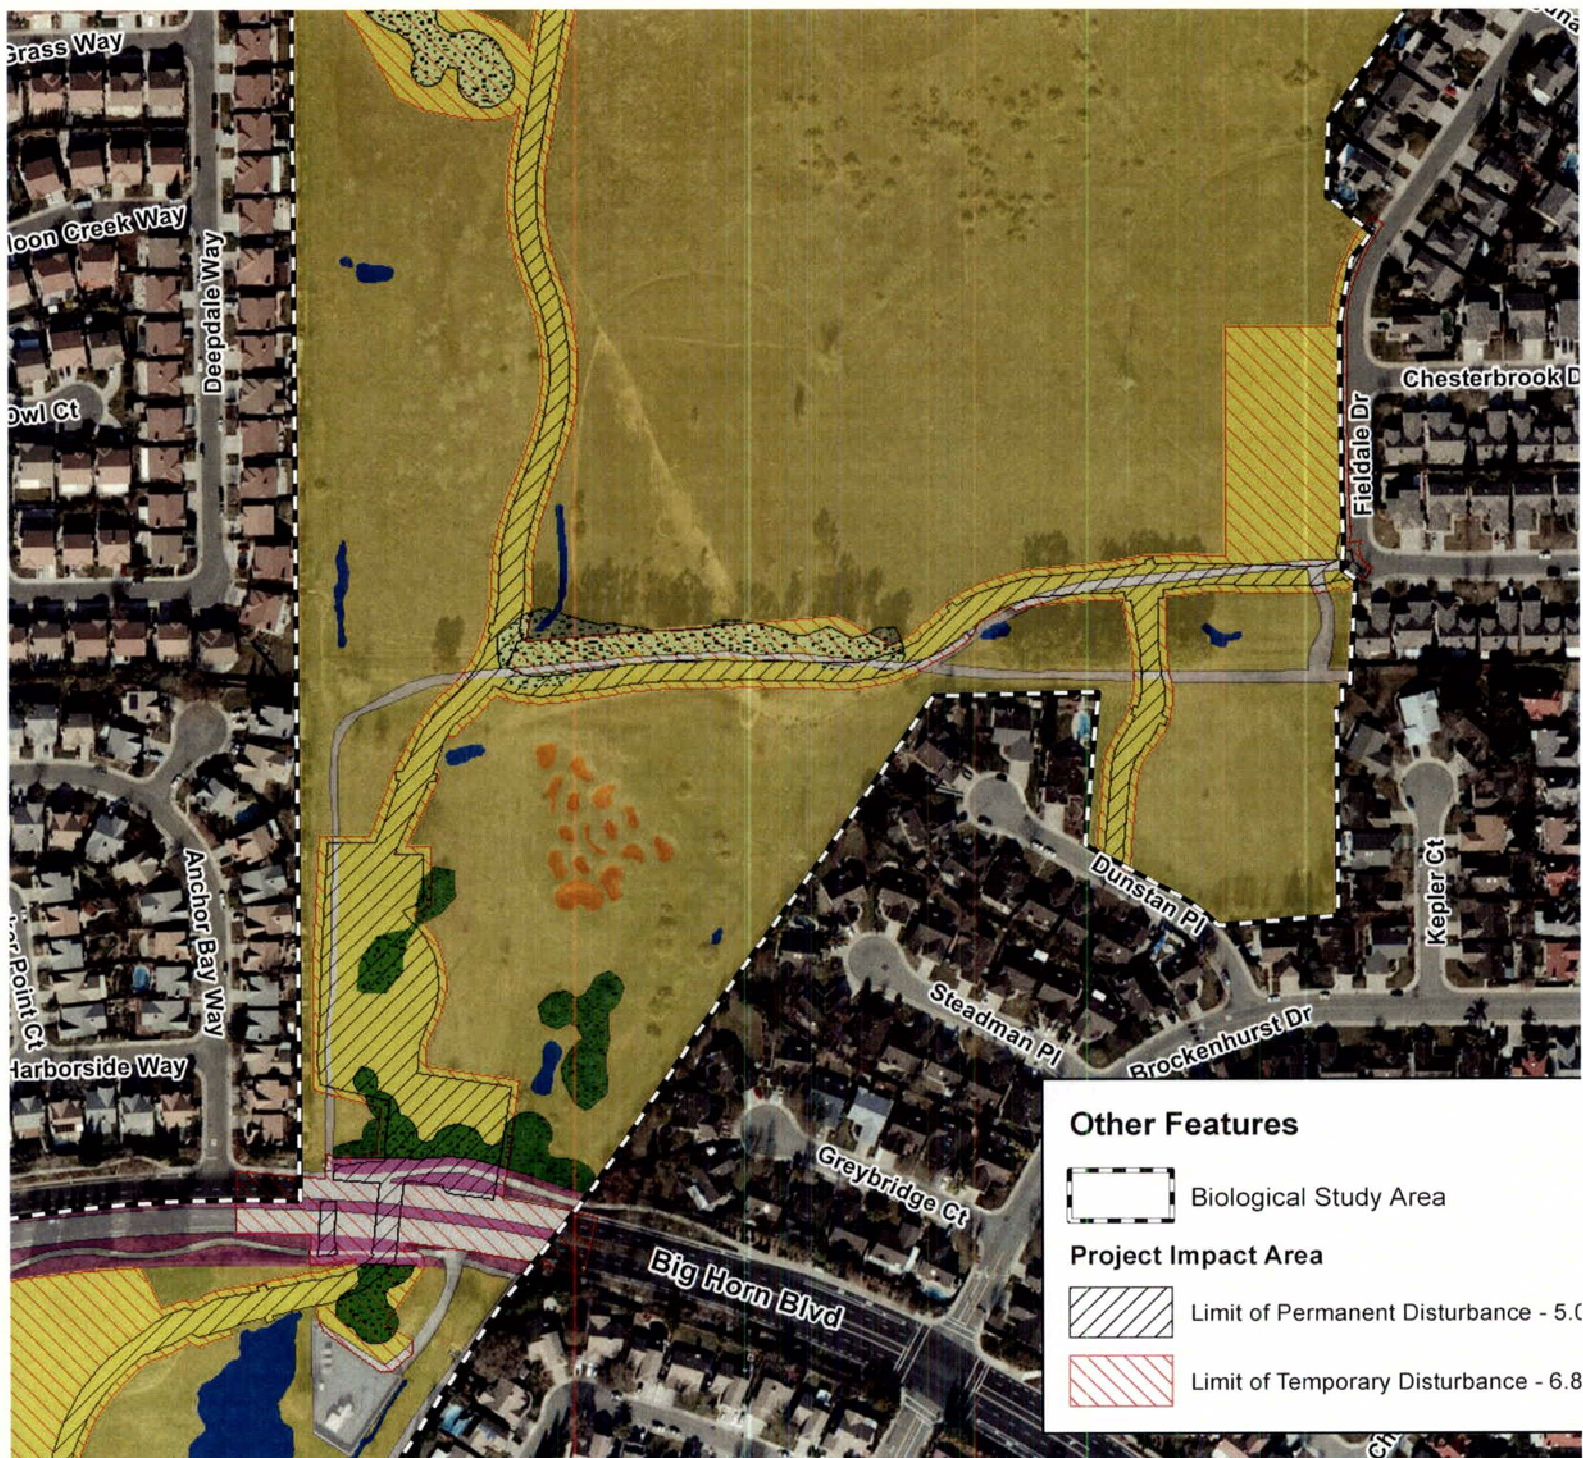 Grass Way
Deepdale Way
Chesterbrook D
Owl Ct
Fieldale Dr
Anchor Bay Way
Dunstan Pl
Kepler Ct
Point Ct
Steadman Pl
Brockenhurst Dr
Harborside Way
Greybridge Ct
Big Horn Blvd
Other Features
Biological Study Area
Project Impact Area
Limit of Permanent Disturbance - 5.0
Limit of Temporary Disturbance - 6.8
loon Creek Way